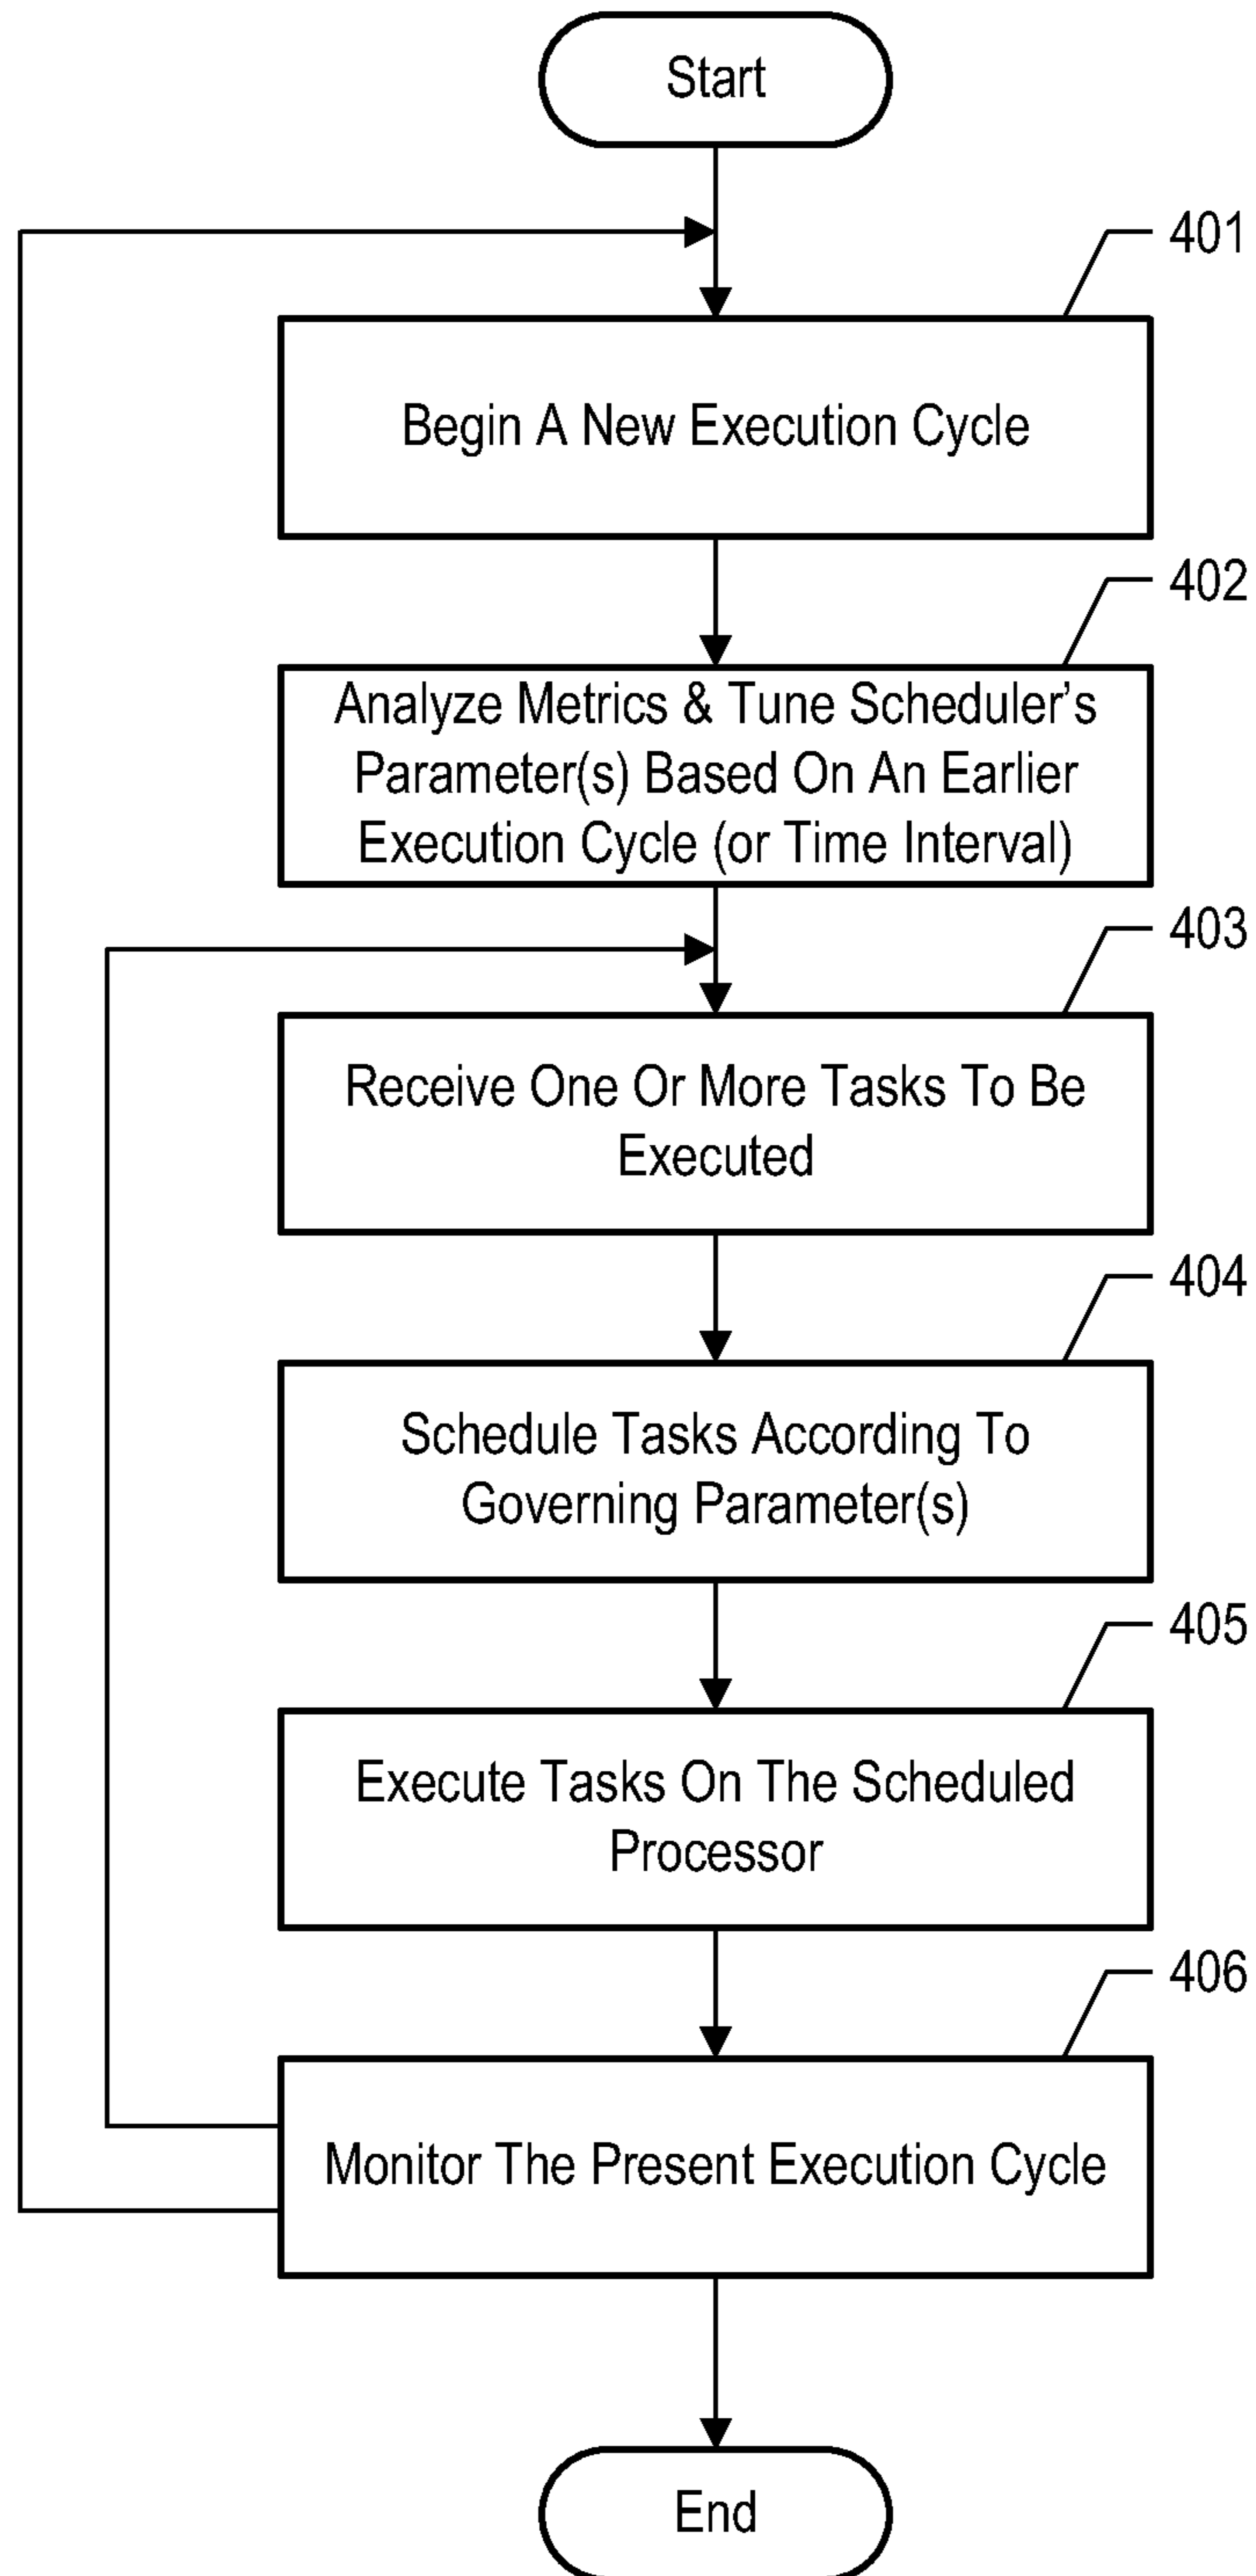 Start
401
Begin A New Execution Cycle
402
Analyze Metrics & Tune Scheduler’s
Parameter(s) Based On An Earlier
Execution Cycle (or Time Interval)
403
Receive One Or More Tasks To Be
Executed
404
Schedule Tasks According To
Governing Parameter(s)
405
Execute Tasks On The Scheduled
Processor
406
Monitor The Present Execution Cycle
End